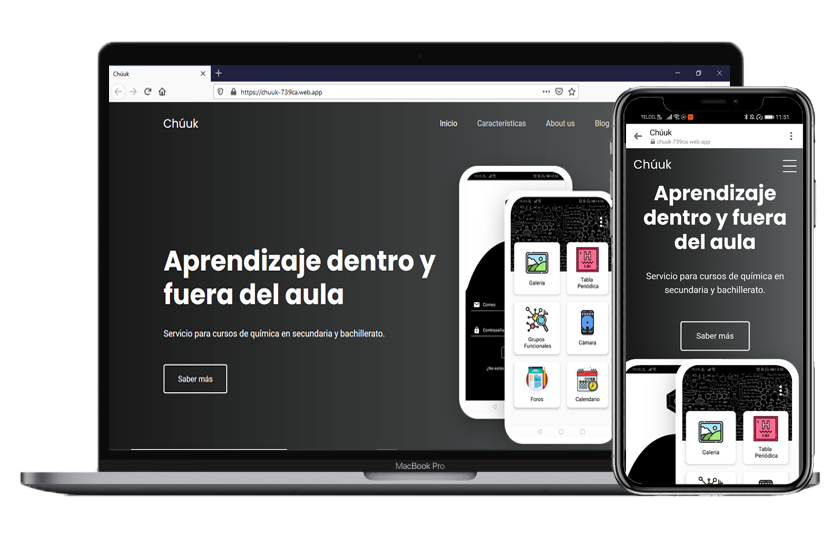 Chúuk
https://chuuk-739ca.web.app
Chúuk
Inicio Características About us Blog
Aprendizaje dentro y
fuera del aula
Servicio para cursos de química en secundaria y bachillerato.
Saber más
Correo
Contraseña
Galería
Tabla
Periódica
Grupos
Funcionales
Cámara
Foros
Calendario
MacBook Pro
TELCEL
11:51
Chúuk
chuuk-739ca.web.app
Chúuk
Aprendizaje
dentro y fuera
del aula
Servicio para cursos de química en
secundaria y bachillerato.
Saber más
Galería
Tabla
Periódica